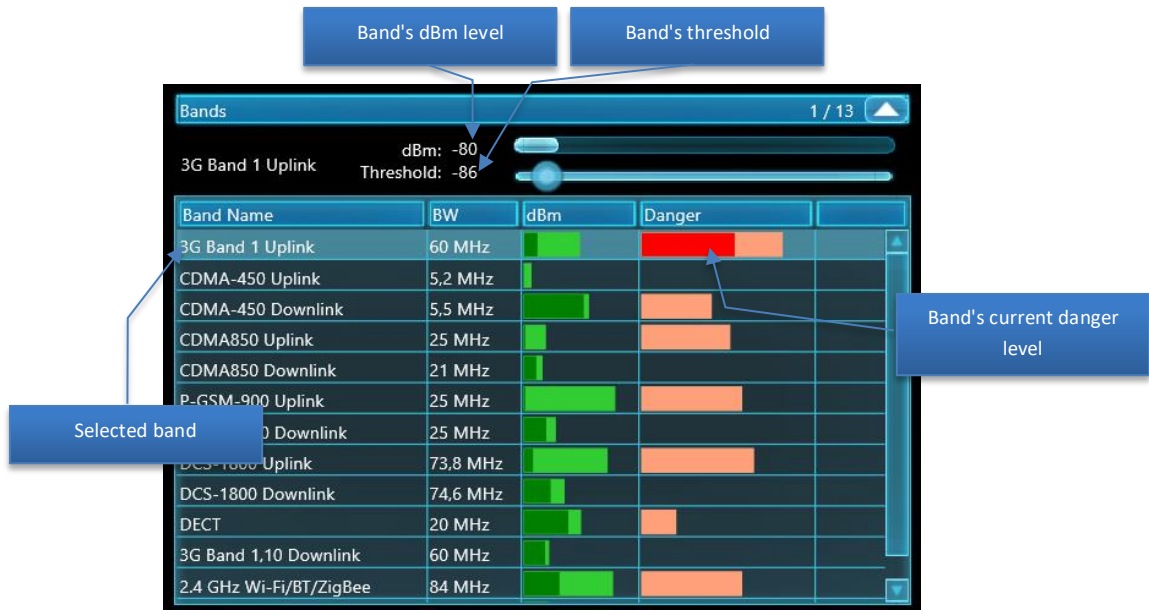 Band's dBm level
Band's threshold
Bands 1 / 13
3G Band 1 Uplink
dBm: -80
Threshold: -86
Band Name BW dBm Danger
3G Band 1 Uplink 60 MHz
CDMA-450 Uplink 5,2 MHz
CDMA-450 Downlink 5,5 MHz
CDMA850 Uplink 25 MHz
CDMA850 Downlink 21 MHz
P-GSM-900 Uplink 25 MHz
0 Downlink 25 MHz
DCS-1800 Uplink 73,8 MHz
DCS-1800 Downlink 74,6 MHz
DECT 20 MHz
3G Band 1,10 Downlink 60 MHz
2.4 GHz Wi-Fi/BT/ZigBee 84 MHz
Band's current danger
level
Selected band